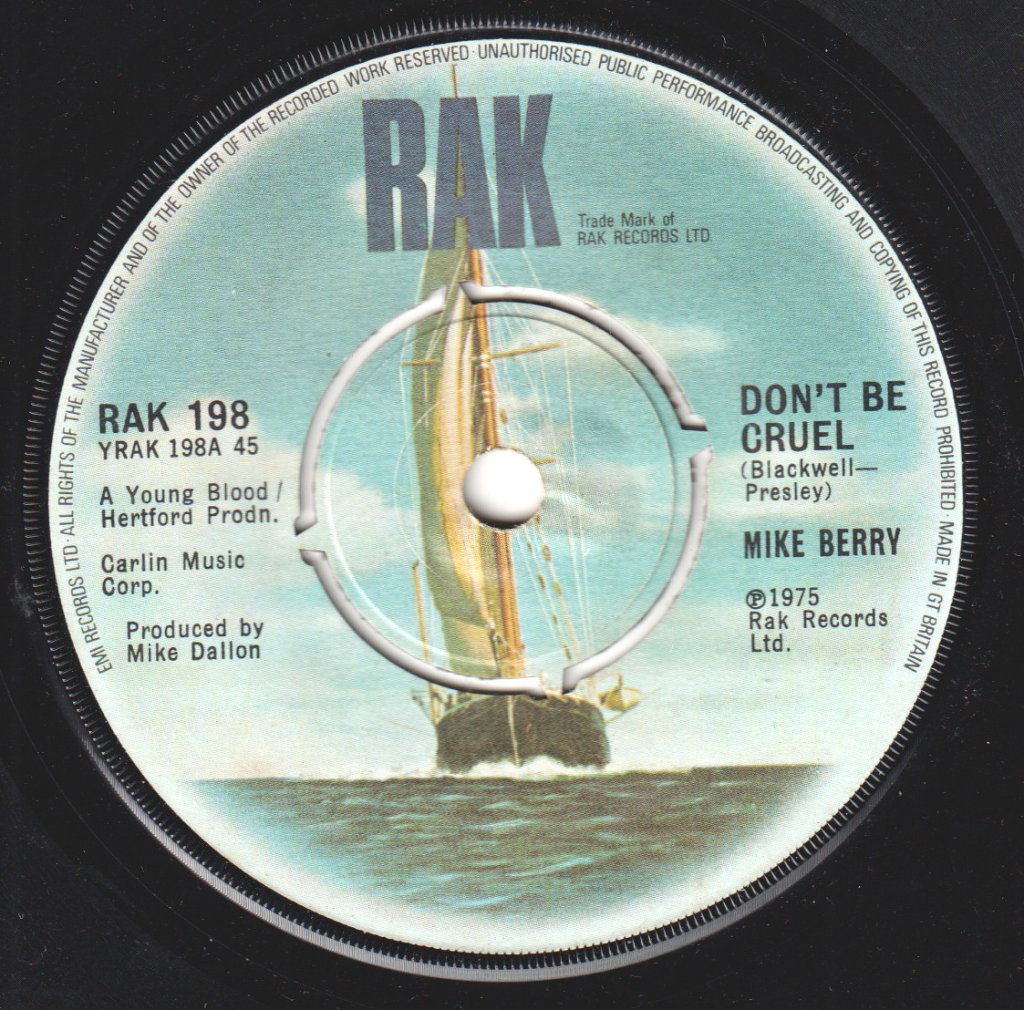 EMI RECORDS LTD · ALL RIGHTS OF THE MANUFACTURER AND OF THE OWNER OF THE RECORDED WORK RESERVED · UNAUTHORISED PUBLIC PERFORMANCE BROADCASTING AND COPYING OF THIS RECORD PROHIBITED · MADE IN GT BRITAIN
RAK
Trade Mark of
RAK RECORDS LTD.
RAK 198
YRAK 198A 45
A Young Blood/
Hertford Prodn.
Carlin Music
Corp.
Produced by
Mike Dallon
DON'T BE
CRUEL
(Blackwell—
Presley)
MIKE BERRY
℗1975
Rak Records
Ltd.